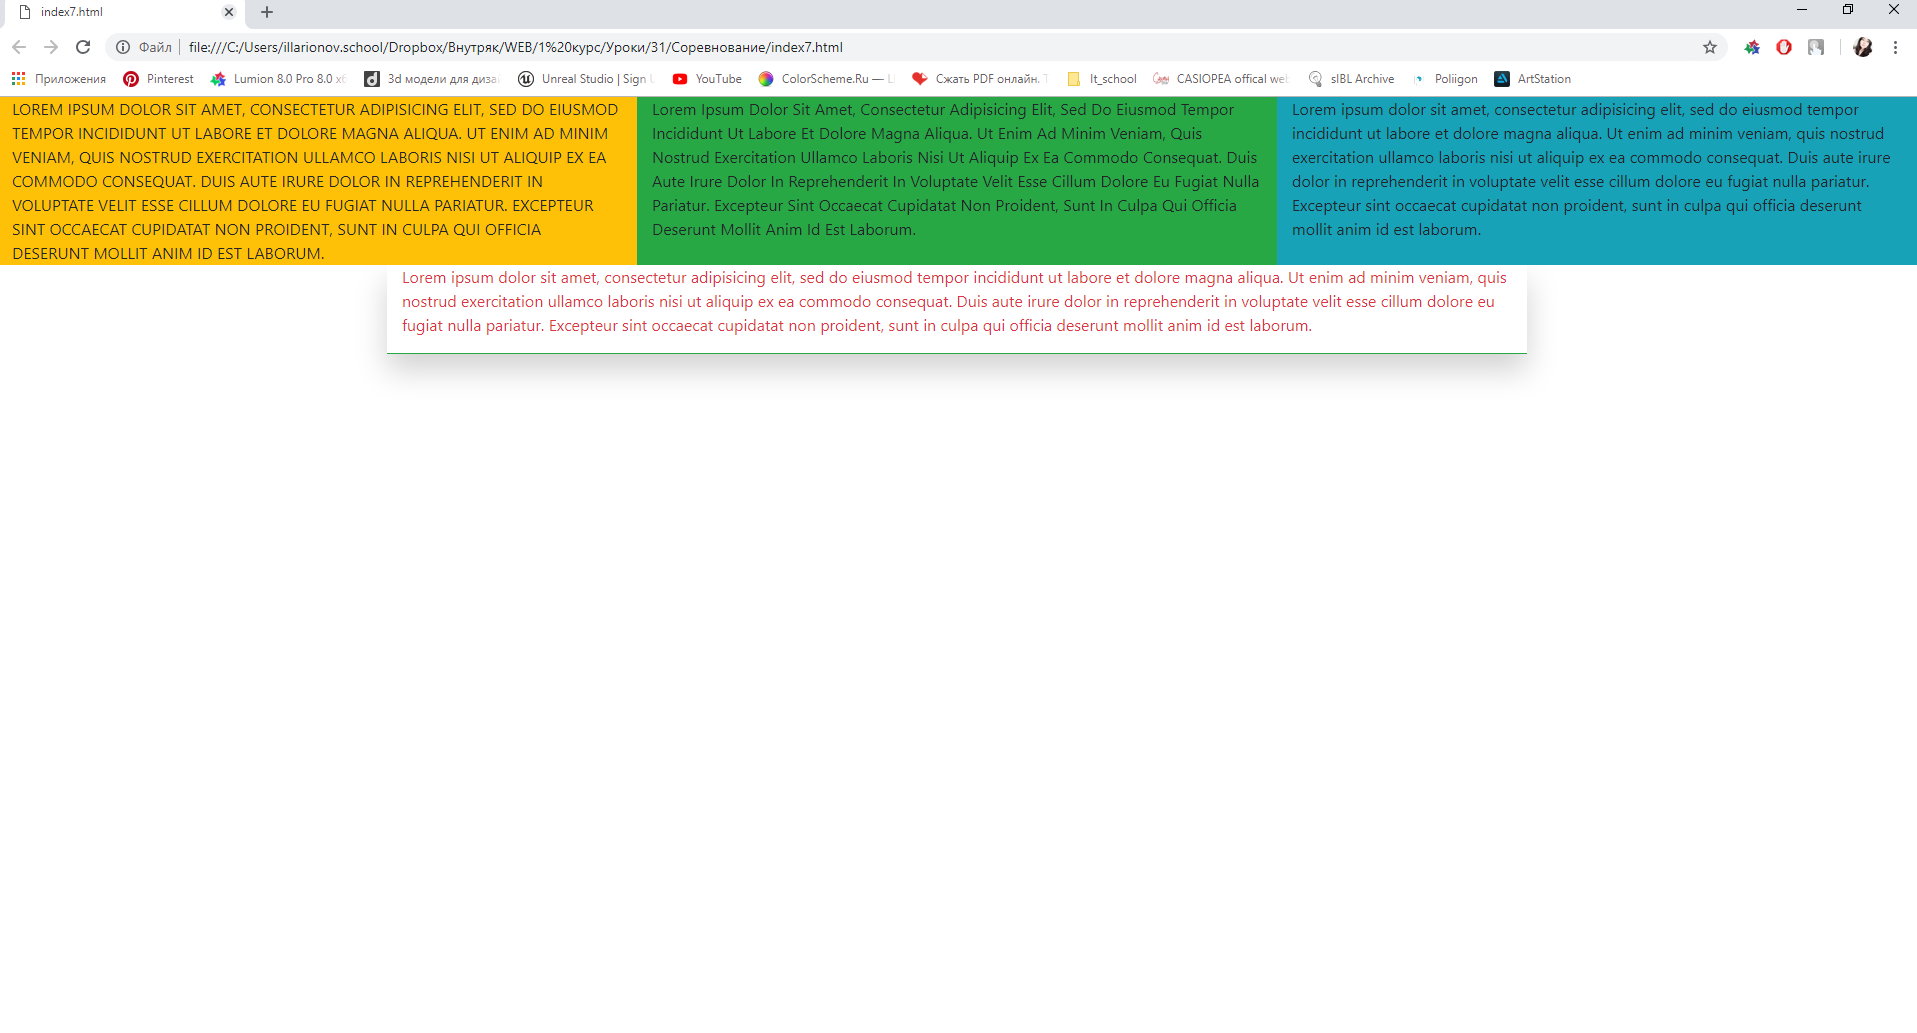 index7.html
Файл file:///C:/Users/illarionov.school/Dropbox/Внутряк/WEB/1%20курс/Уроки/31/Соревнование/index7.html
Приложения Pinterest Lumion 8.0 Pro 8.0 3d модели для Unreal Studio | Sign YouTube ColorScheme.Ru — Сжать PDF онлайн. It_school CASIOPEA offical sIBL Archive Poliigon ArtStation
LOREM IPSUM DOLOR SIT AMET, CONSECTETUR ADIPISICING ELIT, SED DO EIUSMOD
TEMPOR INCIDIDUNT UT LABORE ET DOLORE MAGNA ALIQUA. UT ENIM AD MINIM
VENIAM, QUIS NOSTRUD EXERCITATION ULLAMCO LABORIS NISI UT ALIQUIP EX EA
COMMODO CONSEQUAT. DUIS AUTE IRURE DOLOR IN REPREHENDERIT IN
VOLUPTATE VELIT ESSE CILLUM DOLORE EU FUGIAT NULLA PARIATUR. EXCEPTEUR
SINT OCCAECAT CUPIDATAT NON PROIDENT, SUNT IN CULPA QUI OFFICIA
DESERUNT MOLLIT ANIM ID EST LABORUM.
Lorem Ipsum Dolor Sit Amet, Consectetur Adipisicing Elit, Sed Do Eiusmod Tempor
Incididunt Ut Labore Et Dolore Magna Aliqua. Ut Enim Ad Minim Veniam, Quis
Nostrud Exercitation Ullamco Laboris Nisi Ut Aliquip Ex Ea Commodo Consequat. Duis
Aute Irure Dolor In Reprehenderit In Voluptate Velit Esse Cillum Dolore Eu Fugiat Nulla
Pariatur. Excepteur Sint Occaecat Cupidatat Non Proident, Sunt In Culpa Qui Officia
Deserunt Mollit Anim Id Est Laborum.
Lorem ipsum dolor sit amet, consectetur adipisicing elit, sed do eiusmod tempor
incididunt ut labore et dolore magna aliqua. Ut enim ad minim veniam, quis nostrud
exercitation ullamco laboris nisi ut aliquip ex ea commodo consequat. Duis aute irure
dolor in reprehenderit in voluptate velit esse cillum dolore eu fugiat nulla pariatur.
Excepteur sint occaecat cupidatat non proident, sunt in culpa qui officia deserunt
mollit anim id est laborum.
Lorem ipsum dolor sit amet, consectetur adipisicing elit, sed do eiusmod tempor incididunt ut labore et dolore magna aliqua. Ut enim ad minim veniam, quis
nostrud exercitation ullamco laboris nisi ut aliquip ex ea commodo consequat. Duis aute irure dolor in reprehenderit in voluptate velit esse cillum dolore eu
fugiat nulla pariatur. Excepteur sint occaecat cupidatat non proident, sunt in culpa qui officia deserunt mollit anim id est laborum.